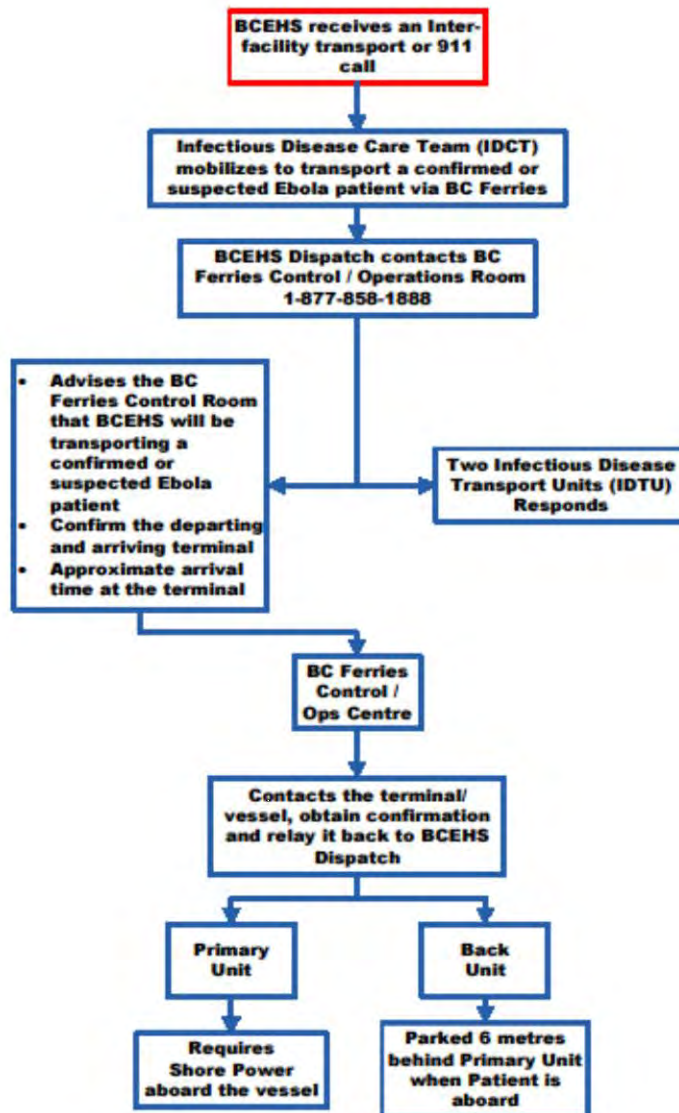 BCEHS receives an Inter-
facility transport or 911
call
Infectious Disease Care Team (IDCT)
mobilizes to transport a confirmed or
suspected Ebola patient via BC Ferries
BCEHS Dispatch contacts BC
Ferries Control / Operations Room
1-877-858-1888
• Advises the BC
Ferries Control Room
that BCEHS will be
transporting a
confirmed or
suspected Ebola
patient
• Confirm the departing
and arriving terminal
• Approximate arrival
time at the terminal
Two Infectious Disease
Transport Units (IDTU)
Responds
BC Ferries
Control /
Ops Centre
Contacts the terminal/
vessel, obtain confirmation
and relay it back to BCEHS
Dispatch
Primary
Unit
Back
Unit
Requires
Shore Power
aboard the vessel
Parked 6 metres
behind Primary Unit
when Patient is
aboard